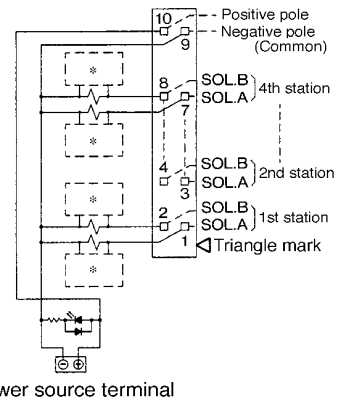 10 Positive pole
9 Negative pole
(Common)
*
8 SOL.B
4th station
7 SOL.A
*
4 SOL.B
2nd station
3 SOL.A
*
2 SOL.B
1st station
1 SOL.A
Triangle mark
*
⊖ ⊕
wer source terminal